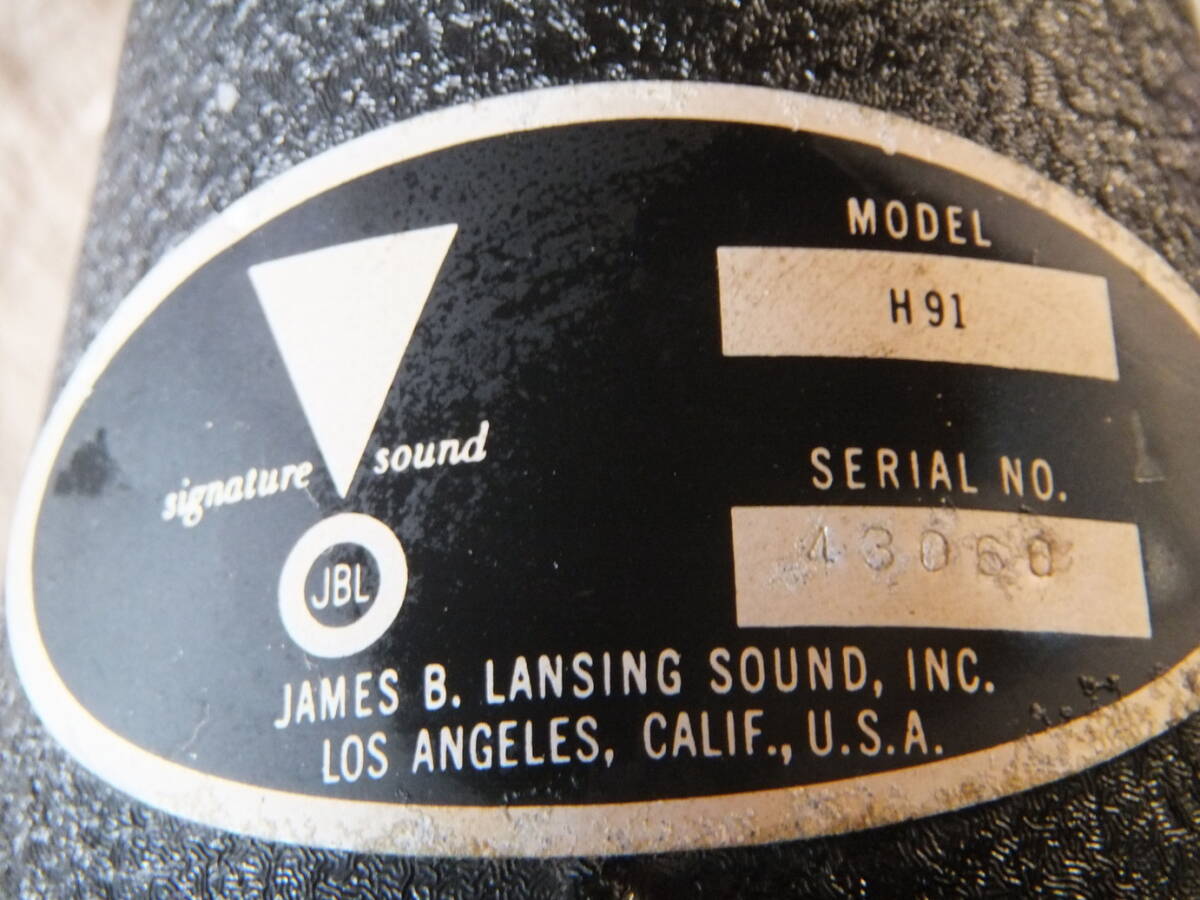 MODEL
H91
signature sound
SERIAL NO.
43060
JBL
JAMES B. LANSING SOUND, INC.
LOS ANGELES, CALIF., U.S.A.